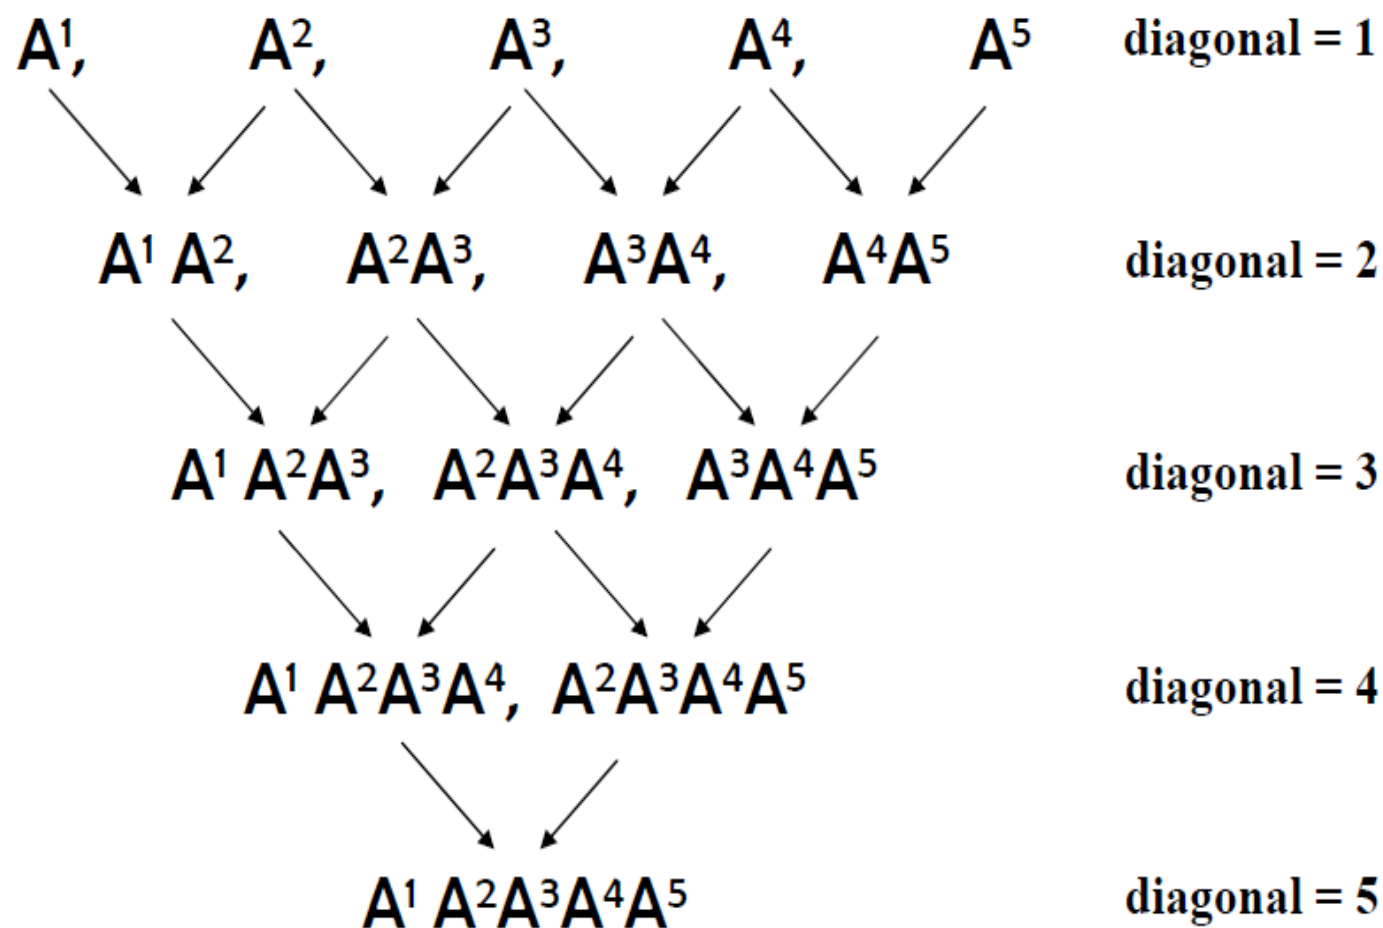 A¹, A², A³, A⁴, A⁵ diagonal = 1
A¹ A², A²A³, A³A⁴, A⁴A⁵ diagonal = 2
A¹ A²A³, A²A³A⁴, A³A⁴A⁵ diagonal = 3
A¹ A²A³A⁴, A²A³A⁴A⁵ diagonal = 4
A¹ A²A³A⁴A⁵ diagonal = 5